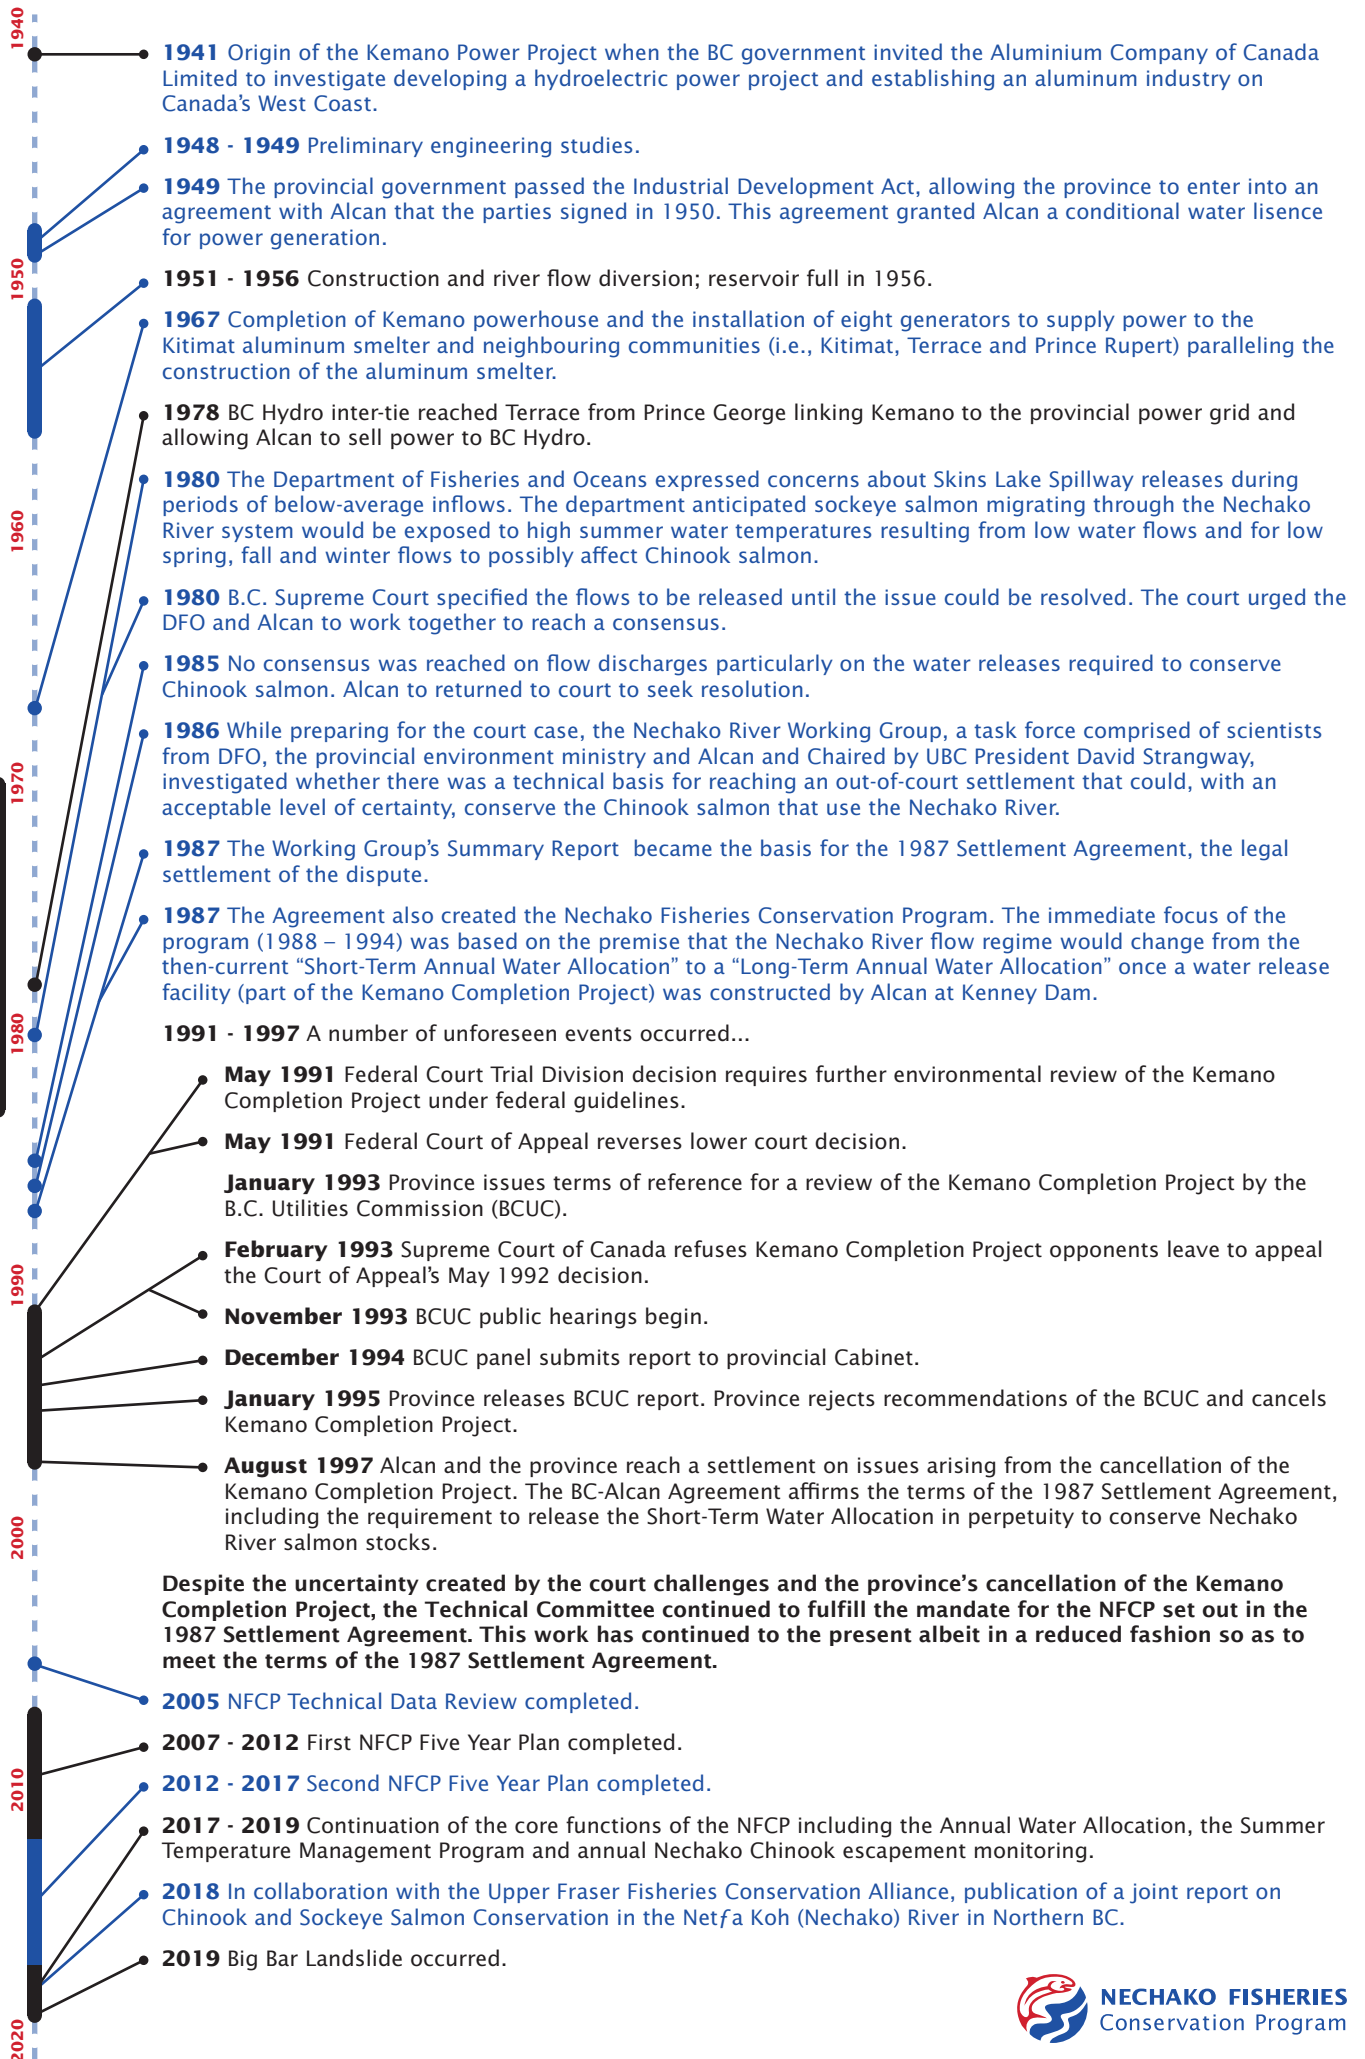 1940
1941 Origin of the Kemano Power Project when the BC government invited the Aluminium Company of Canada
Limited to investigate developing a hydroelectric power project and establishing an aluminum industry on
Canada's West Coast.
1948 - 1949 Preliminary engineering studies.
1949 The provincial government passed the Industrial Development Act, allowing the province to enter into an
agreement with Alcan that the parties signed in 1950. This agreement granted Alcan a conditional water lisence
for power generation.
1950
1951 - 1956 Construction and river flow diversion; reservoir full in 1956.
1967 Completion of Kemano powerhouse and the installation of eight generators to supply power to the
Kitimat aluminum smelter and neighbouring communities (i.e., Kitimat, Terrace and Prince Rupert) paralleling the
construction of the aluminum smelter.
1978 BC Hydro inter-tie reached Terrace from Prince George linking Kemano to the provincial power grid and
allowing Alcan to sell power to BC Hydro.
1980 The Department of Fisheries and Oceans expressed concerns about Skins Lake Spillway releases during
periods of below-average inflows. The department anticipated sockeye salmon migrating through the Nechako
River system would be exposed to high summer water temperatures resulting from low water flows and for low
spring, fall and winter flows to possibly affect Chinook salmon.
1960
1980 B.C. Supreme Court specified the flows to be released until the issue could be resolved. The court urged the
DFO and Alcan to work together to reach a consensus.
1985 No consensus was reached on flow discharges particularly on the water releases required to conserve
Chinook salmon. Alcan to returned to court to seek resolution.
1986 While preparing for the court case, the Nechako River Working Group, a task force comprised of scientists
from DFO, the provincial environment ministry and Alcan and Chaired by UBC President David Strangway,
investigated whether there was a technical basis for reaching an out-of-court settlement that could, with an
acceptable level of certainty, conserve the Chinook salmon that use the Nechako River.
1970
1987 The Working Group's Summary Report became the basis for the 1987 Settlement Agreement, the legal
settlement of the dispute.
1987 The Agreement also created the Nechako Fisheries Conservation Program. The immediate focus of the
program (1988 – 1994) was based on the premise that the Nechako River flow regime would change from the
then-current “Short-Term Annual Water Allocation” to a “Long-Term Annual Water Allocation” once a water release
facility (part of the Kemano Completion Project) was constructed by Alcan at Kenney Dam.
1980
1991 - 1997 A number of unforeseen events occurred...
May 1991 Federal Court Trial Division decision requires further environmental review of the Kemano
Completion Project under federal guidelines.
May 1991 Federal Court of Appeal reverses lower court decision.
January 1993 Province issues terms of reference for a review of the Kemano Completion Project by the
B.C. Utilities Commission (BCUC).
February 1993 Supreme Court of Canada refuses Kemano Completion Project opponents leave to appeal
the Court of Appeal's May 1992 decision.
1990
November 1993 BCUC public hearings begin.
December 1994 BCUC panel submits report to provincial Cabinet.
January 1995 Province releases BCUC report. Province rejects recommendations of the BCUC and cancels
Kemano Completion Project.
August 1997 Alcan and the province reach a settlement on issues arising from the cancellation of the
Kemano Completion Project. The BC-Alcan Agreement affirms the terms of the 1987 Settlement Agreement,
including the requirement to release the Short-Term Water Allocation in perpetuity to conserve Nechako
River salmon stocks.
2000
Despite the uncertainty created by the court challenges and the province's cancellation of the Kemano
Completion Project, the Technical Committee continued to fulfill the mandate for the NFCP set out in the
1987 Settlement Agreement. This work has continued to the present albeit in a reduced fashion so as to
meet the terms of the 1987 Settlement Agreement.
2005 NFCP Technical Data Review completed.
2007 - 2012 First NFCP Five Year Plan completed.
2010
2012 - 2017 Second NFCP Five Year Plan completed.
2017 - 2019 Continuation of the core functions of the NFCP including the Annual Water Allocation, the Summer
Temperature Management Program and annual Nechako Chinook escapement monitoring.
2018 In collaboration with the Upper Fraser Fisheries Conservation Alliance, publication of a joint report on
Chinook and Sockeye Salmon Conservation in the Netƒa Koh (Nechako) River in Northern BC.
2019 Big Bar Landslide occurred.
2020
NECHAKO FISHERIES
Conservation Program